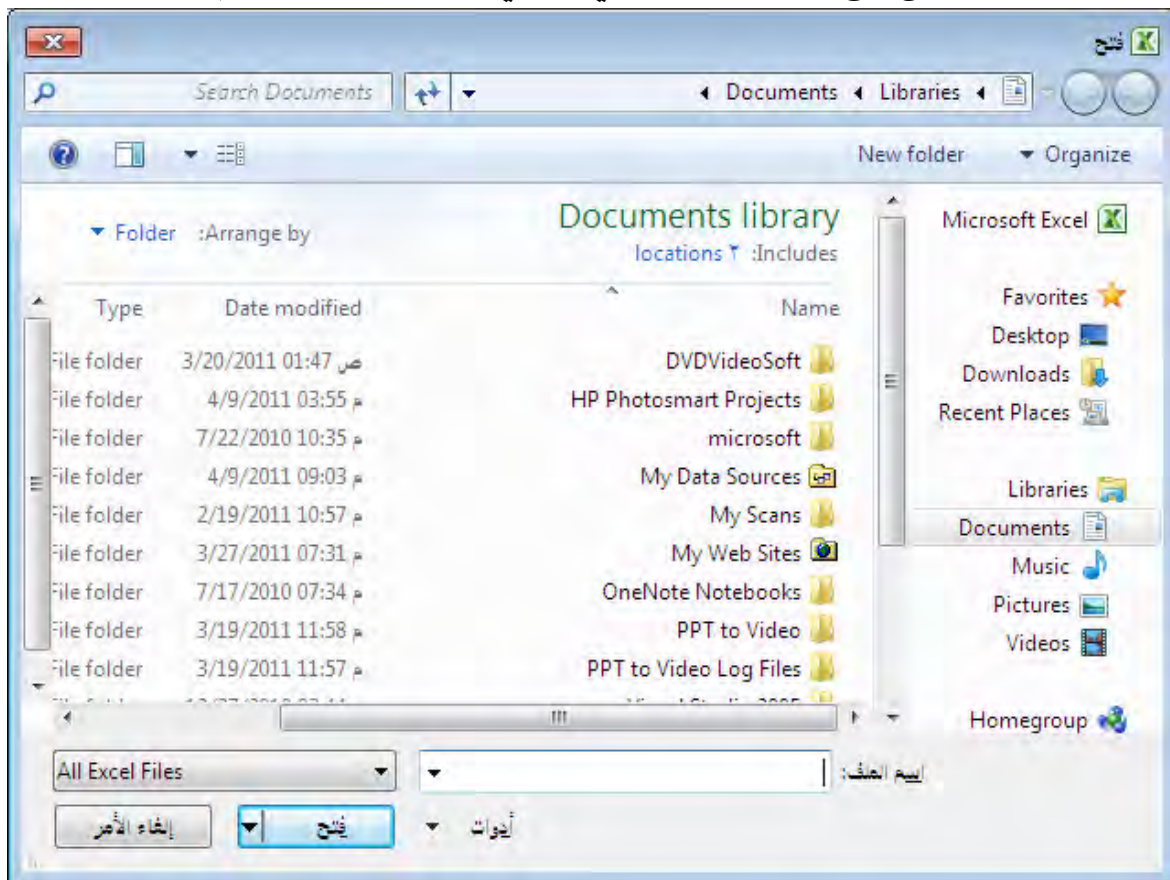 فتح
Libraries Documents Search Documents
Organize New folder
Microsoft Excel
Favorites
Desktop
Downloads
Recent Places
Libraries
Documents
Music
Pictures
Videos
Homegroup
Documents library
Includes: ٢ locations
Arrange by: Folder
Name Date modified Type
DVDVideoSoft 3/20/2011 01:47 ص File folder
HP Photosmart Projects 4/9/2011 03:55 م File folder
microsoft 7/22/2010 10:35 م File folder
My Data Sources 4/9/2011 09:03 م File folder
My Scans 2/19/2011 10:57 م File folder
My Web Sites 3/27/2011 07:31 م File folder
OneNote Notebooks 7/17/2010 07:34 م File folder
PPT to Video 3/19/2011 11:58 م File folder
PPT to Video Log Files 3/19/2011 11:57 م File folder
اسم الملف: All Excel Files
أدوات فتح إلغاء الأمر